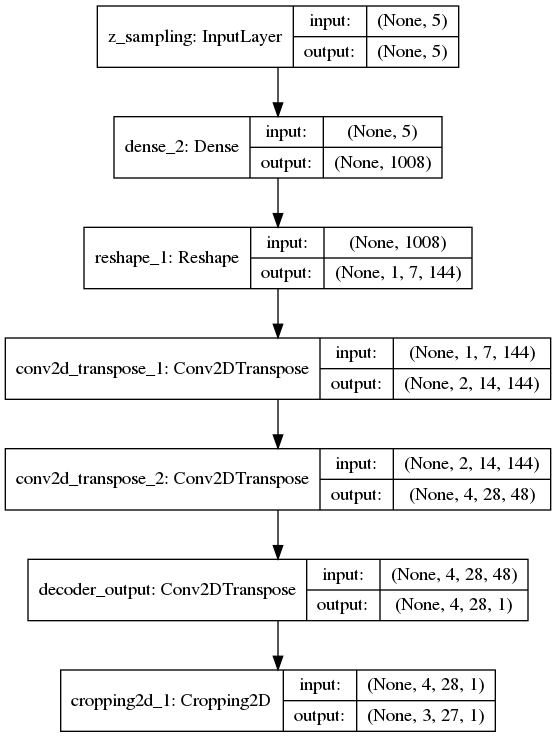 z_sampling: InputLayer
input:
(None, 5)
output:
(None, 5)
dense_2: Dense
input:
(None, 5)
output:
(None, 1008)
reshape_1: Reshape
input:
(None, 1008)
output:
(None, 1, 7, 144)
conv2d_transpose_1: Conv2DTranspose
input:
(None, 1, 7, 144)
output:
(None, 2, 14, 144)
conv2d_transpose_2: Conv2DTranspose
input:
(None, 2, 14, 144)
output:
(None, 4, 28, 48)
decoder_output: Conv2DTranspose
input:
(None, 4, 28, 48)
output:
(None, 4, 28, 1)
cropping2d_1: Cropping2D
input:
(None, 4, 28, 1)
output:
(None, 3, 27, 1)